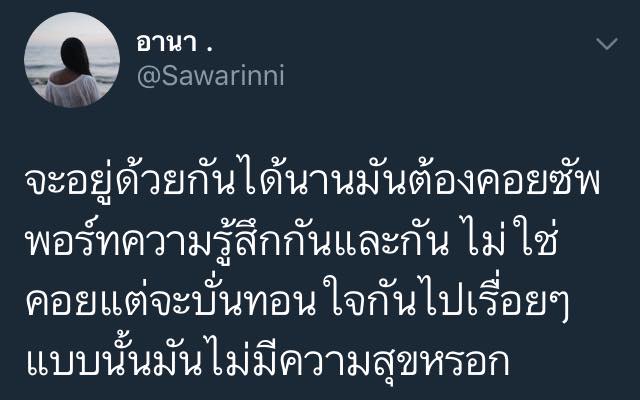 อานา .
@Sawarinni
จะอยู่ด้วยกันได้นานมันต้องคอยซัพ
พอร์ทความรู้สึกกันและกัน ไม่ใช่
คอยแต่จะบั่นทอนใจกันไปเรื่อยๆ
แบบนั้นมันไม่มีความสุขหรอก